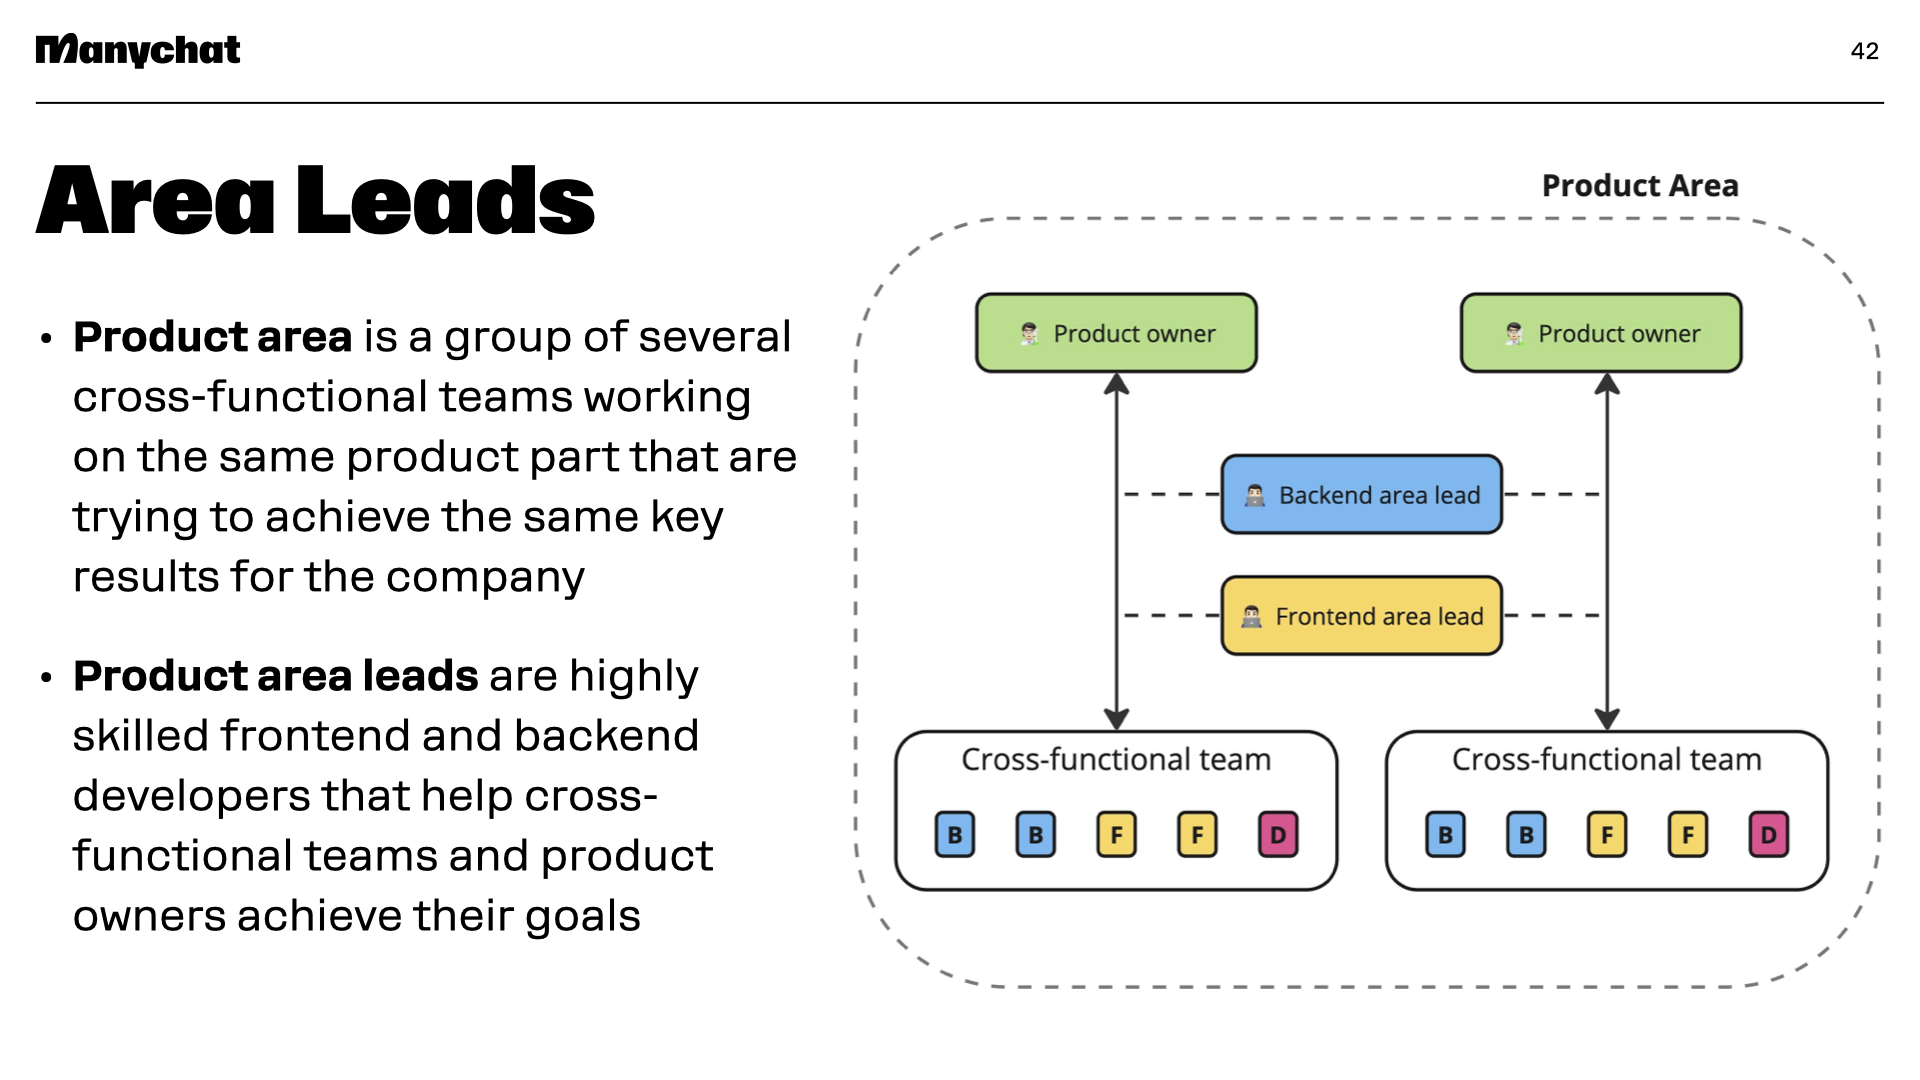 Manychat
42
Area Leads
• Product area is a group of several
cross-functional teams working
on the same product part that are
trying to achieve the same key
results for the company
• Product area leads are highly
skilled frontend and backend
developers that help cross-
functional teams and product
owners achieve their goals
Product Area
Product owner
Product owner
Backend area lead
Frontend area lead
Cross-functional team
B B F F D
Cross-functional team
B B F F D